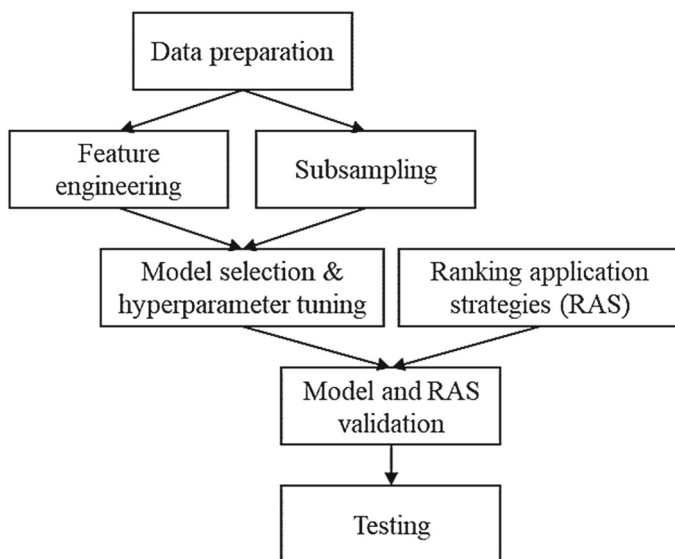 Data preparation
Feature
engineering
Subsampling
Model selection &
hyperparameter tuning
Ranking application
strategies (RAS)
Model and RAS
validation
Testing